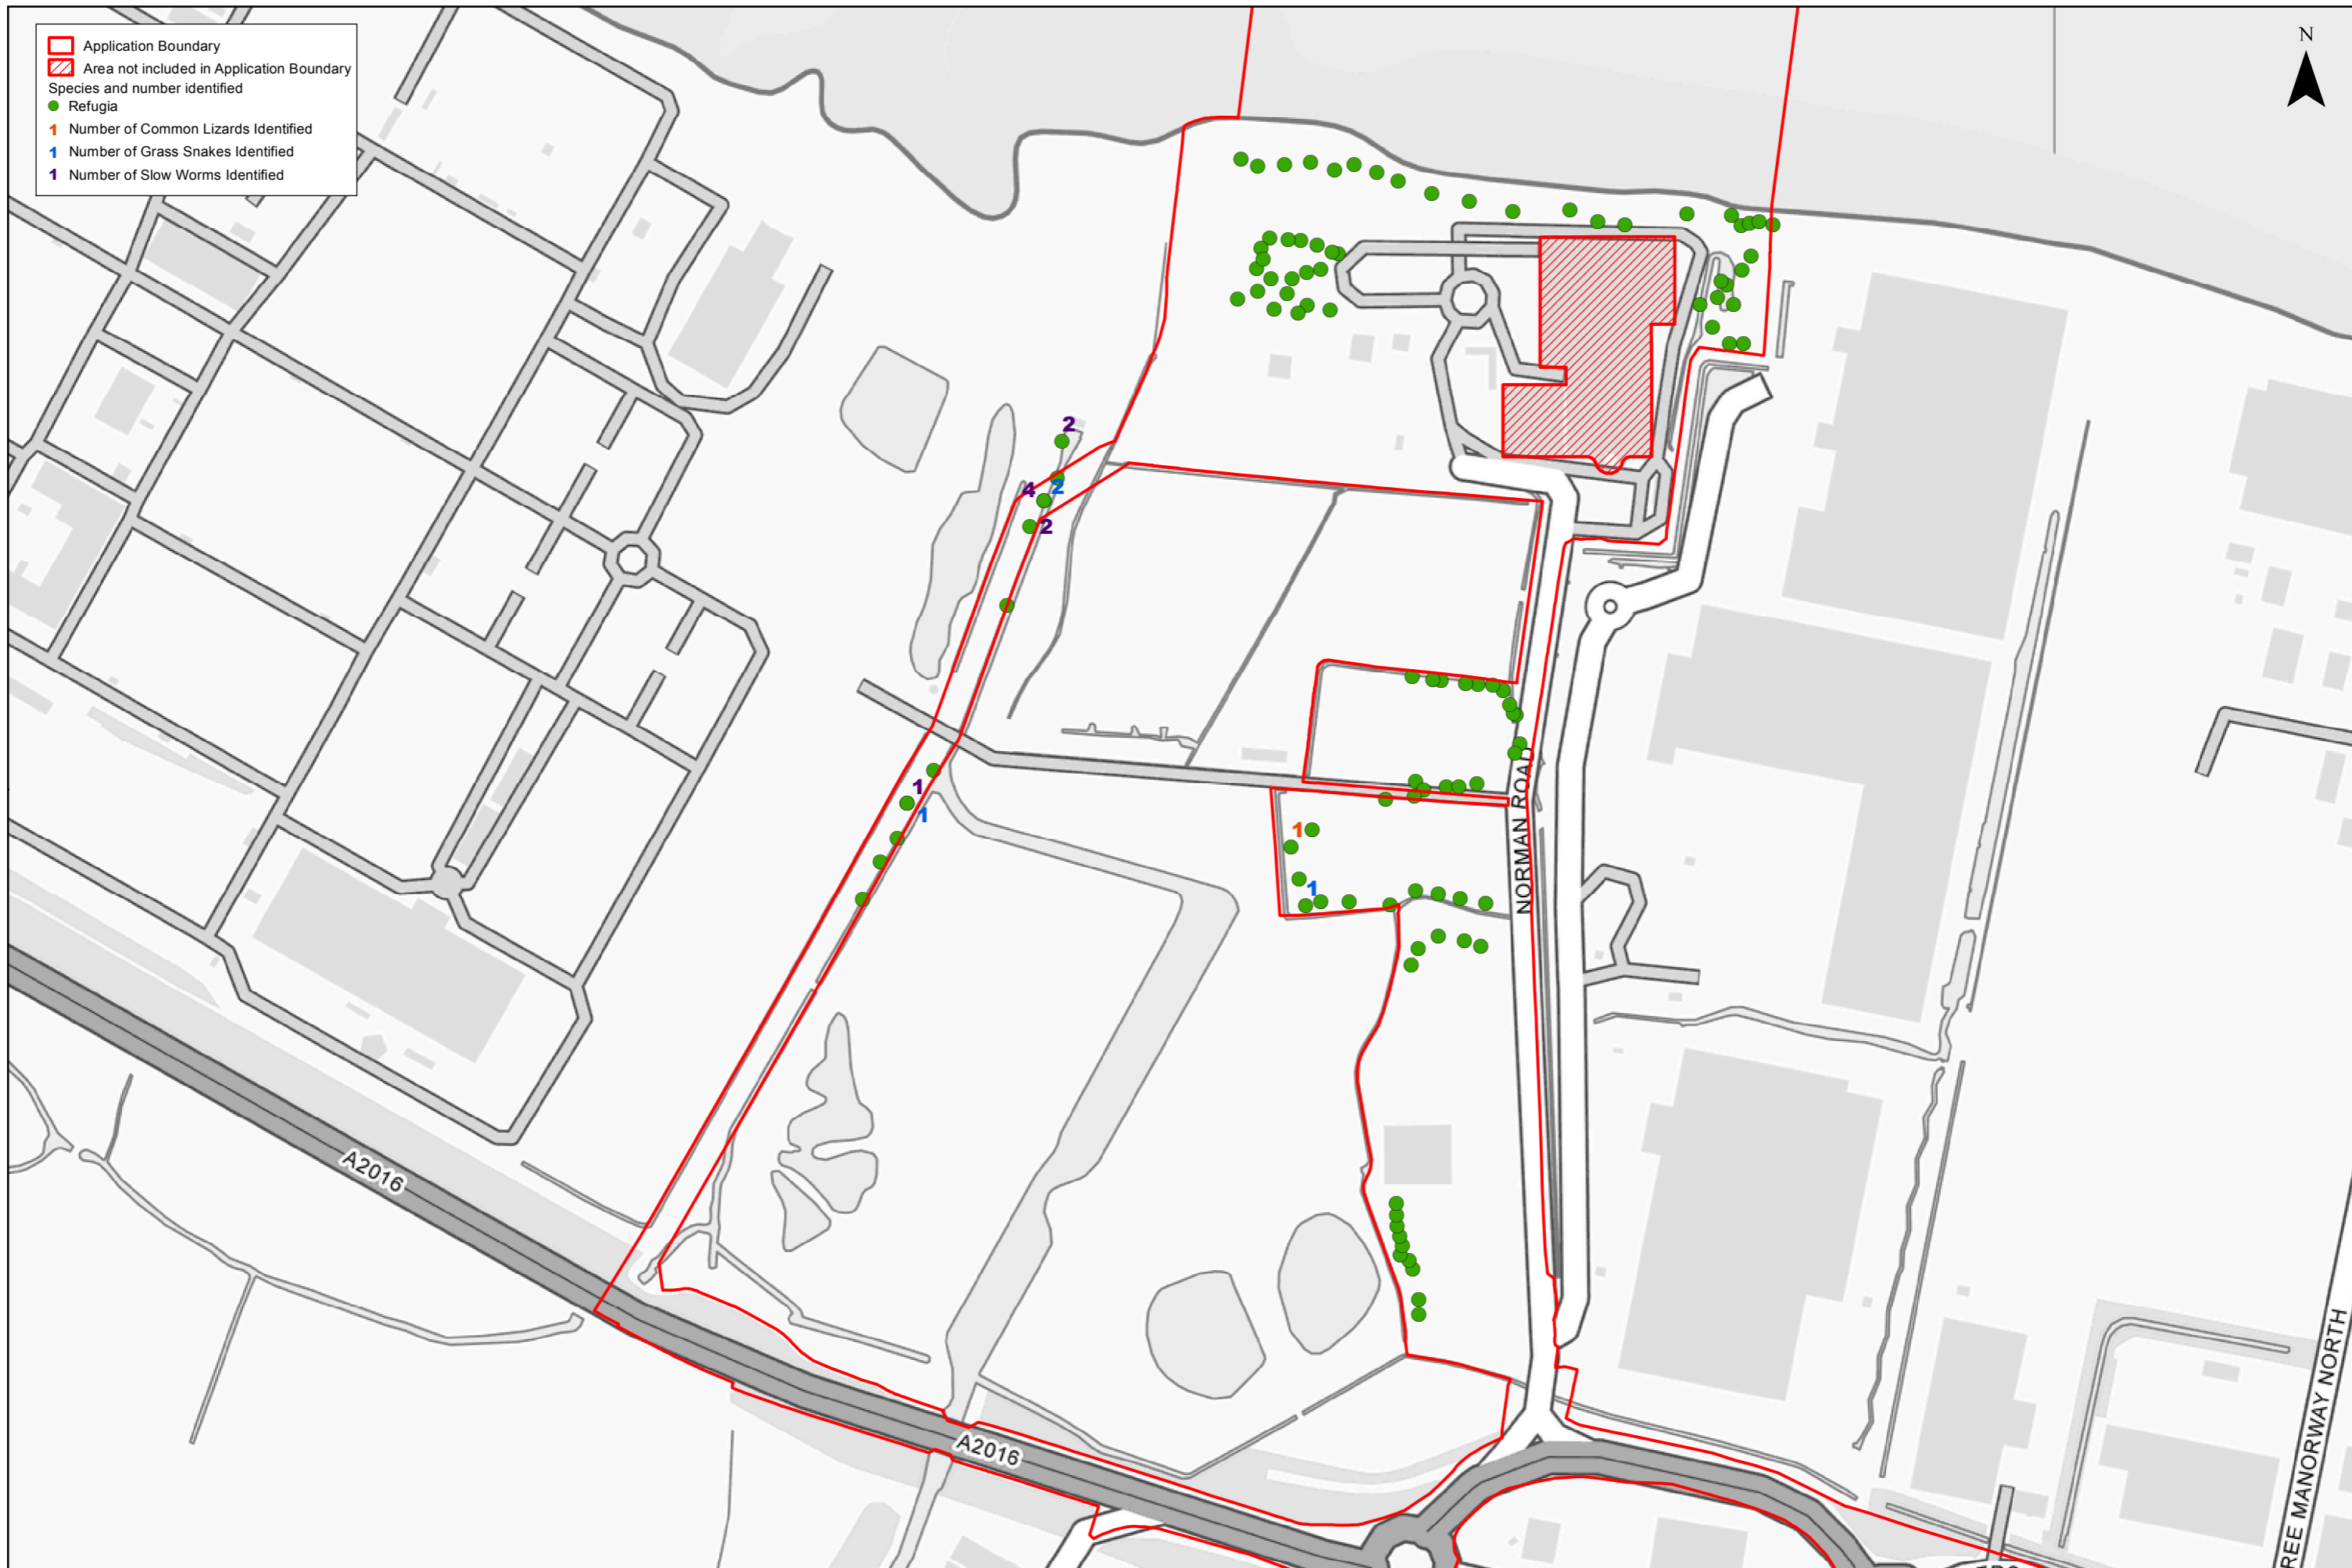 Application Boundary
Area not included in Application Boundary
Species and number identified
Refugia
1 Number of Common Lizards Identified
1 Number of Grass Snakes Identified
1 Number of Slow Worms Identified
N
2
2
4
2
1
1
1
1
NORMAN ROAD
A2016
A2016
REE MANORWAY NORTH